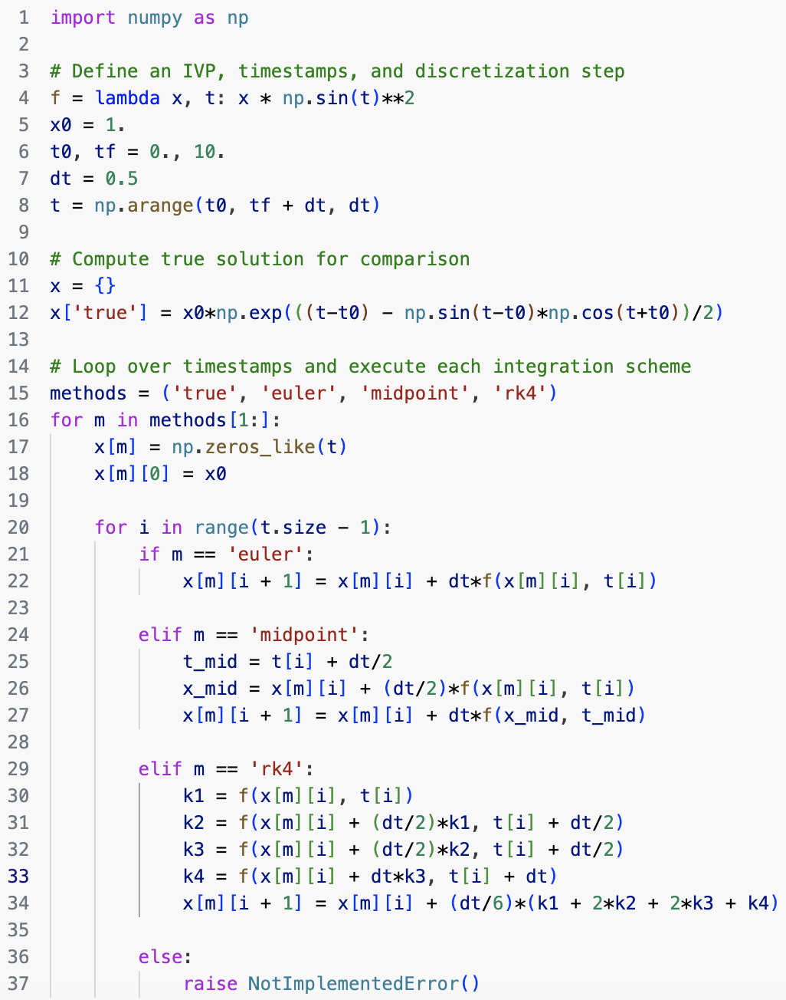 1 import numpy as np
2
3 # Define an IVP, timestamps, and discretization step
4 f = lambda x, t: x * np.sin(t)**2
5 x0 = 1.
6 t0, tf = 0., 10.
7 dt = 0.5
8 t = np.arange(t0, tf + dt, dt)
9
10 # Compute true solution for comparison
11 x = {}
12 x['true'] = x0*np.exp(((t-t0) - np.sin(t-t0)*np.cos(t+t0))/2)
13
14 # Loop over timestamps and execute each integration scheme
15 methods = ('true', 'euler', 'midpoint', 'rk4')
16 for m in methods[1:]:
17     x[m] = np.zeros_like(t)
18     x[m][0] = x0
19
20     for i in range(t.size - 1):
21         if m == 'euler':
22             x[m][i + 1] = x[m][i] + dt*f(x[m][i], t[i])
23
24         elif m == 'midpoint':
25             t_mid = t[i] + dt/2
26             x_mid = x[m][i] + (dt/2)*f(x[m][i], t[i])
27             x[m][i + 1] = x[m][i] + dt*f(x_mid, t_mid)
28
29         elif m == 'rk4':
30             k1 = f(x[m][i], t[i])
31             k2 = f(x[m][i] + (dt/2)*k1, t[i] + dt/2)
32             k3 = f(x[m][i] + (dt/2)*k2, t[i] + dt/2)
33             k4 = f(x[m][i] + dt*k3, t[i] + dt)
34             x[m][i + 1] = x[m][i] + (dt/6)*(k1 + 2*k2 + 2*k3 + k4)
35
36         else:
37             raise NotImplementedError()